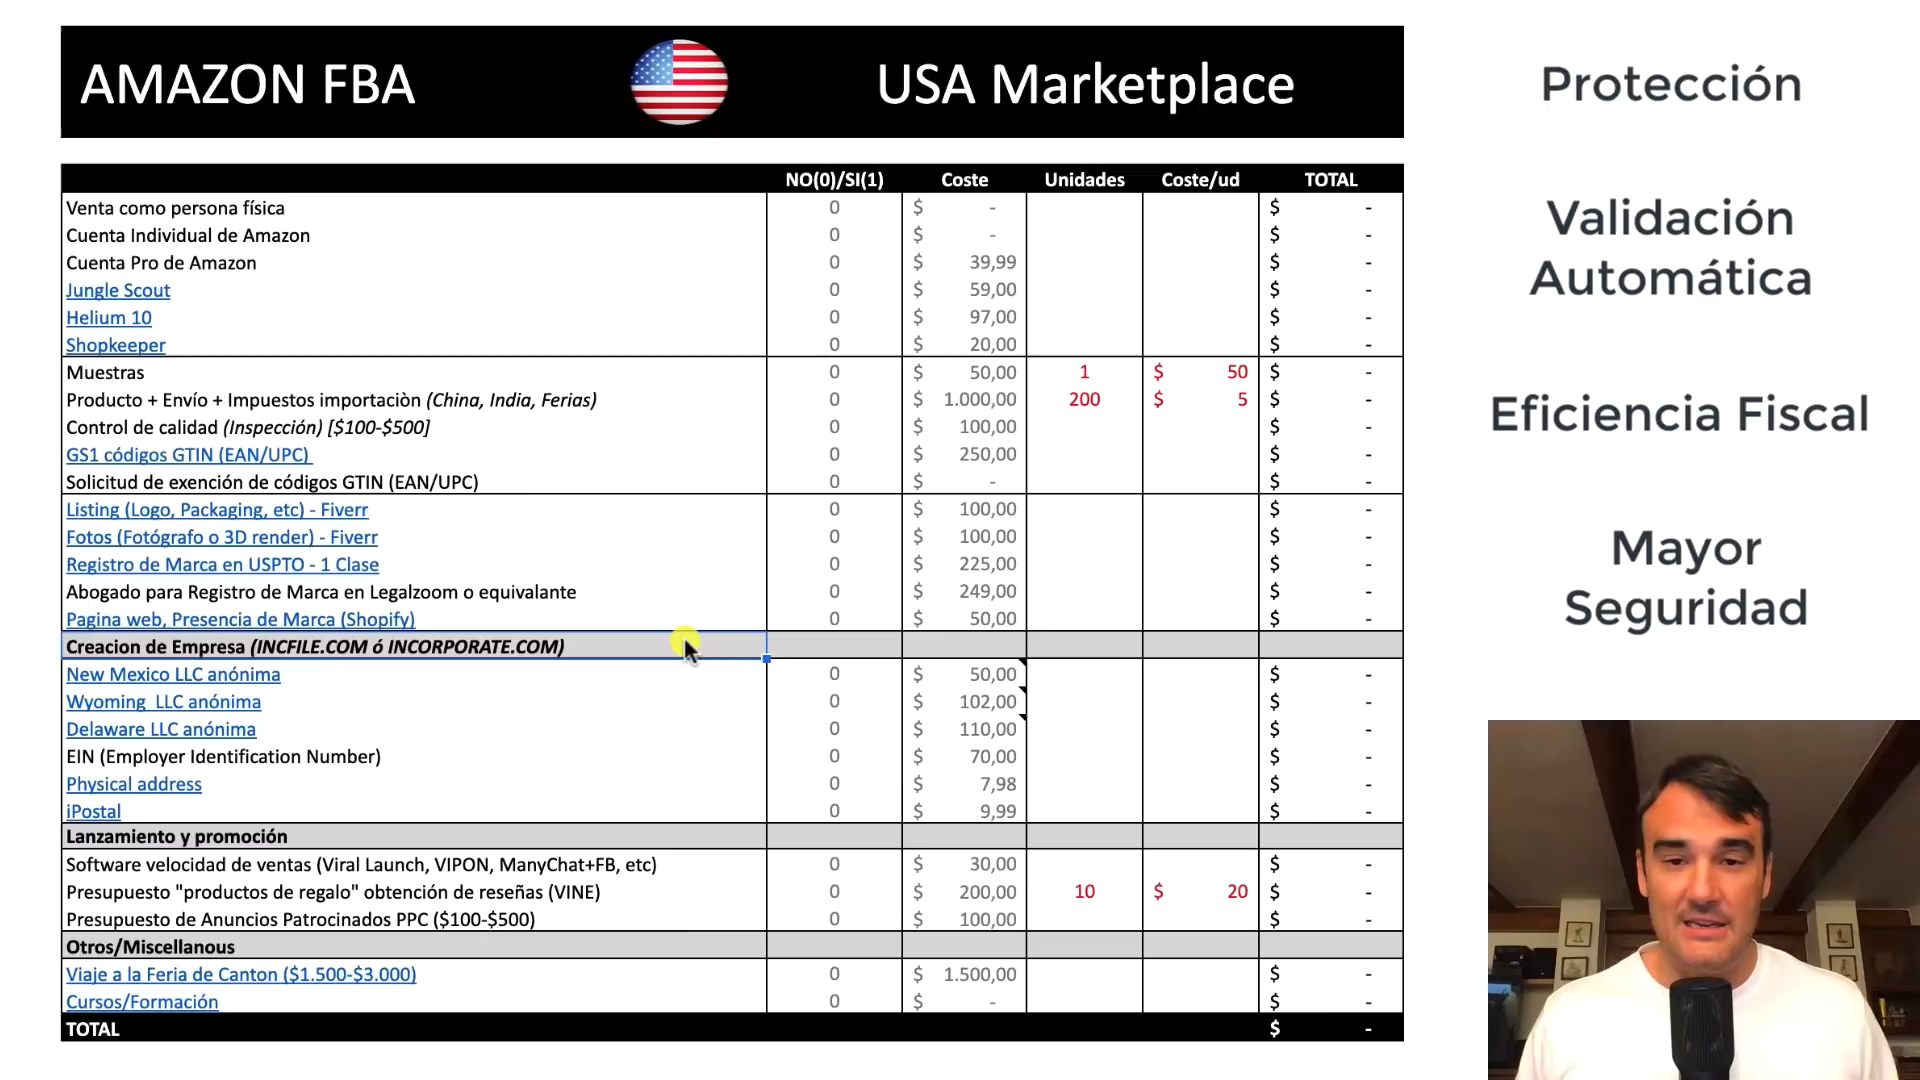 AMAZON FBA USA Marketplace
NO(0)/SI(1) Coste Unidades Coste/ud TOTAL
Venta como persona física 0 $ - $ -
Cuenta Individual de Amazon 0 $ - $ -
Cuenta Pro de Amazon 0 $ 39,99 $ -
Jungle Scout 0 $ 59,00 $ -
Helium 10 0 $ 97,00 $ -
Shopkeeper 0 $ 20,00 $ -
Muestras 0 $ 50,00 1 $ 50 $ -
Producto + Envío + Impuestos importaciòn (China, India, Ferias) 0 $ 1.000,00 200 $ 5 $ -
Control de calidad (Inspección) [$100-$500] 0 $ 100,00 $ -
GS1 códigos GTIN (EAN/UPC) 0 $ 250,00 $ -
Solicitud de exención de códigos GTIN (EAN/UPC) 0 $ - $ -
Listing (Logo, Packaging, etc) - Fiverr 0 $ 100,00 $ -
Fotos (Fotógrafo o 3D render) - Fiverr 0 $ 100,00 $ -
Registro de Marca en USPTO - 1 Clase 0 $ 225,00 $ -
Abogado para Registro de Marca en Legalzoom o equivalante 0 $ 249,00 $ -
Pagina web, Presencia de Marca (Shopify) 0 $ 50,00 $ -
Creacion de Empresa (INCFILE.COM ó INCORPORATE.COM)
New Mexico LLC anónima 0 $ 50,00 $ -
Wyoming LLC anónima 0 $ 102,00 $ -
Delaware LLC anónima 0 $ 110,00 $ -
EIN (Employer Identification Number) 0 $ 70,00 $ -
Physical address 0 $ 7,98 $ -
iPostal 0 $ 9,99 $ -
Lanzamiento y promoción
Software velocidad de ventas (Viral Launch, VIPON, ManyChat+FB, etc) 0 $ 30,00 $ -
Presupuesto "productos de regalo" obtención de reseñas (VINE) 0 $ 200,00 10 $ 20 $ -
Presupuesto de Anuncios Patrocinados PPC ($100-$500) 0 $ 100,00 $ -
Otros/Miscellanous
Viaje a la Feria de Canton ($1.500-$3.000) 0 $ 1.500,00 $ -
Cursos/Formación 0 $ - $ -
TOTAL $ -
Protección
Validación
Automática
Eficiencia Fiscal
Mayor
Seguridad